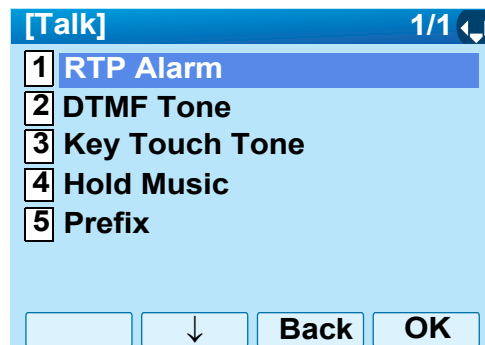 [Talk] 1/1
1 RTP Alarm
2 DTMF Tone
3 Key Touch Tone
4 Hold Music
5 Prefix
↓ Back OK